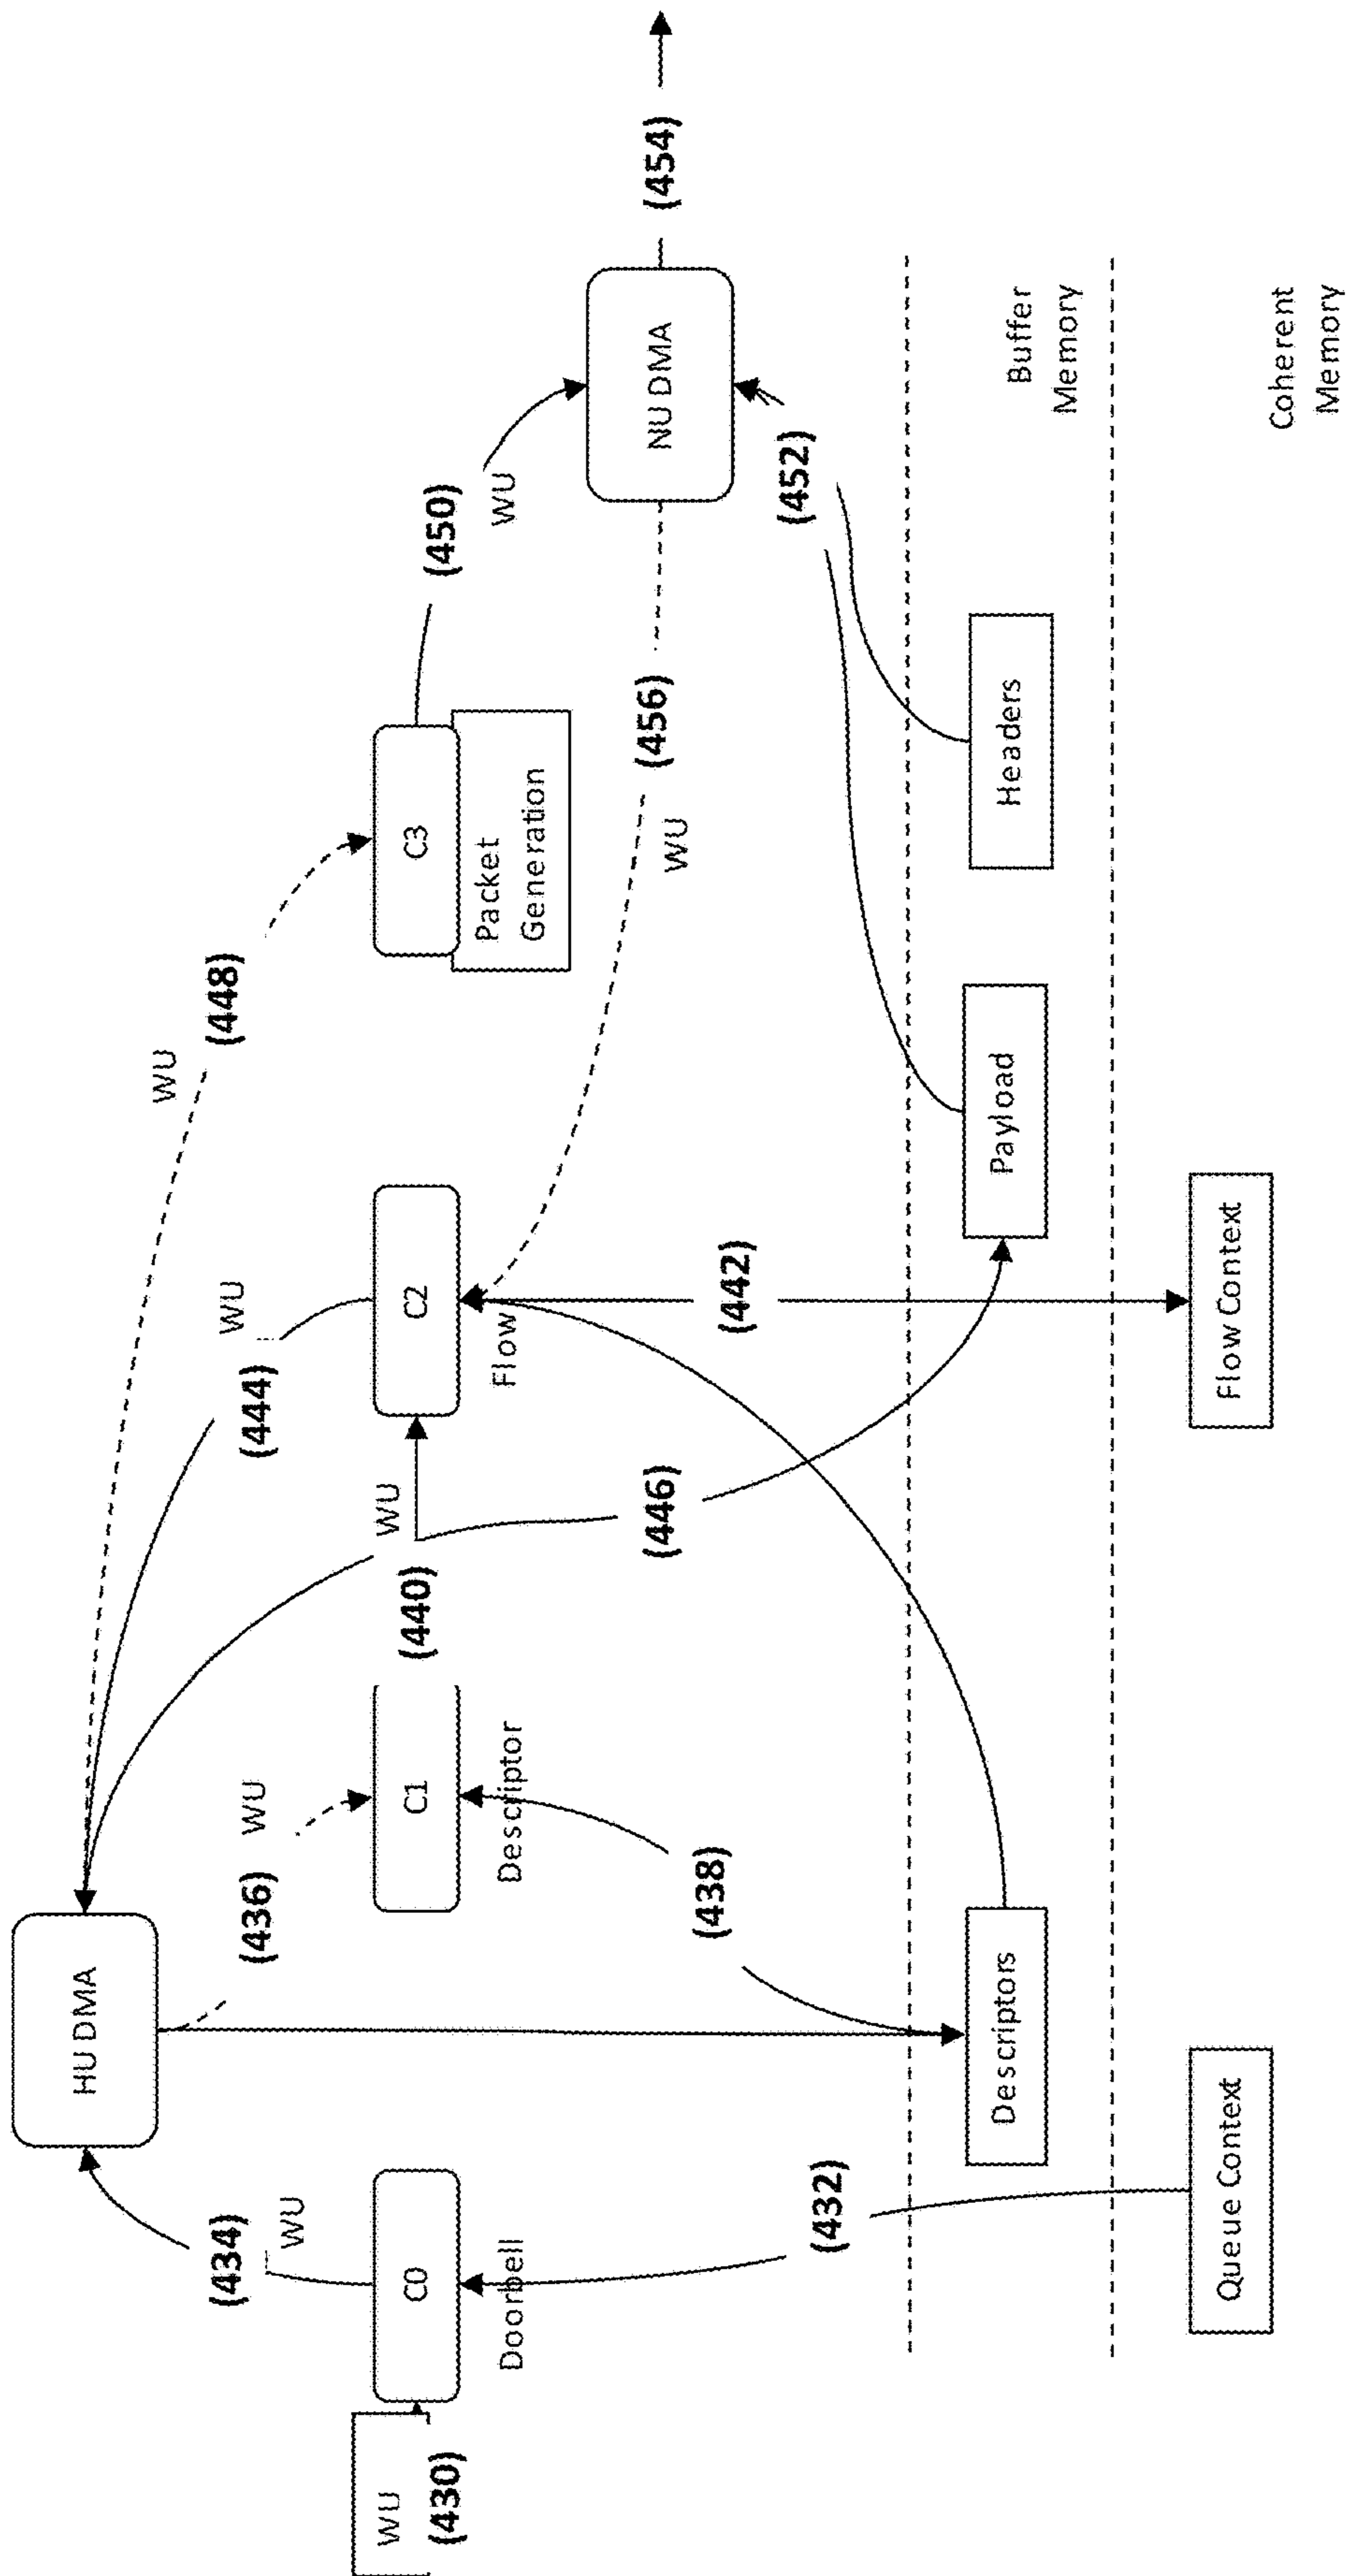 HU DMA
WU
(448)
WU
(444)
(436)
WU
(434)
WU
WU
(430)
C0
Doorbell
C1
Descriptor
(440)
WU
C2
Flow
C3
Packet
Generation
(450)
WU
NU DMA
(454)
(456)
WU
(452)
(446)
(442)
(438)
(432)
Descriptors
Payload
Headers
Buffer
Memory
Queue Context
Flow Context
Coherent
Memory